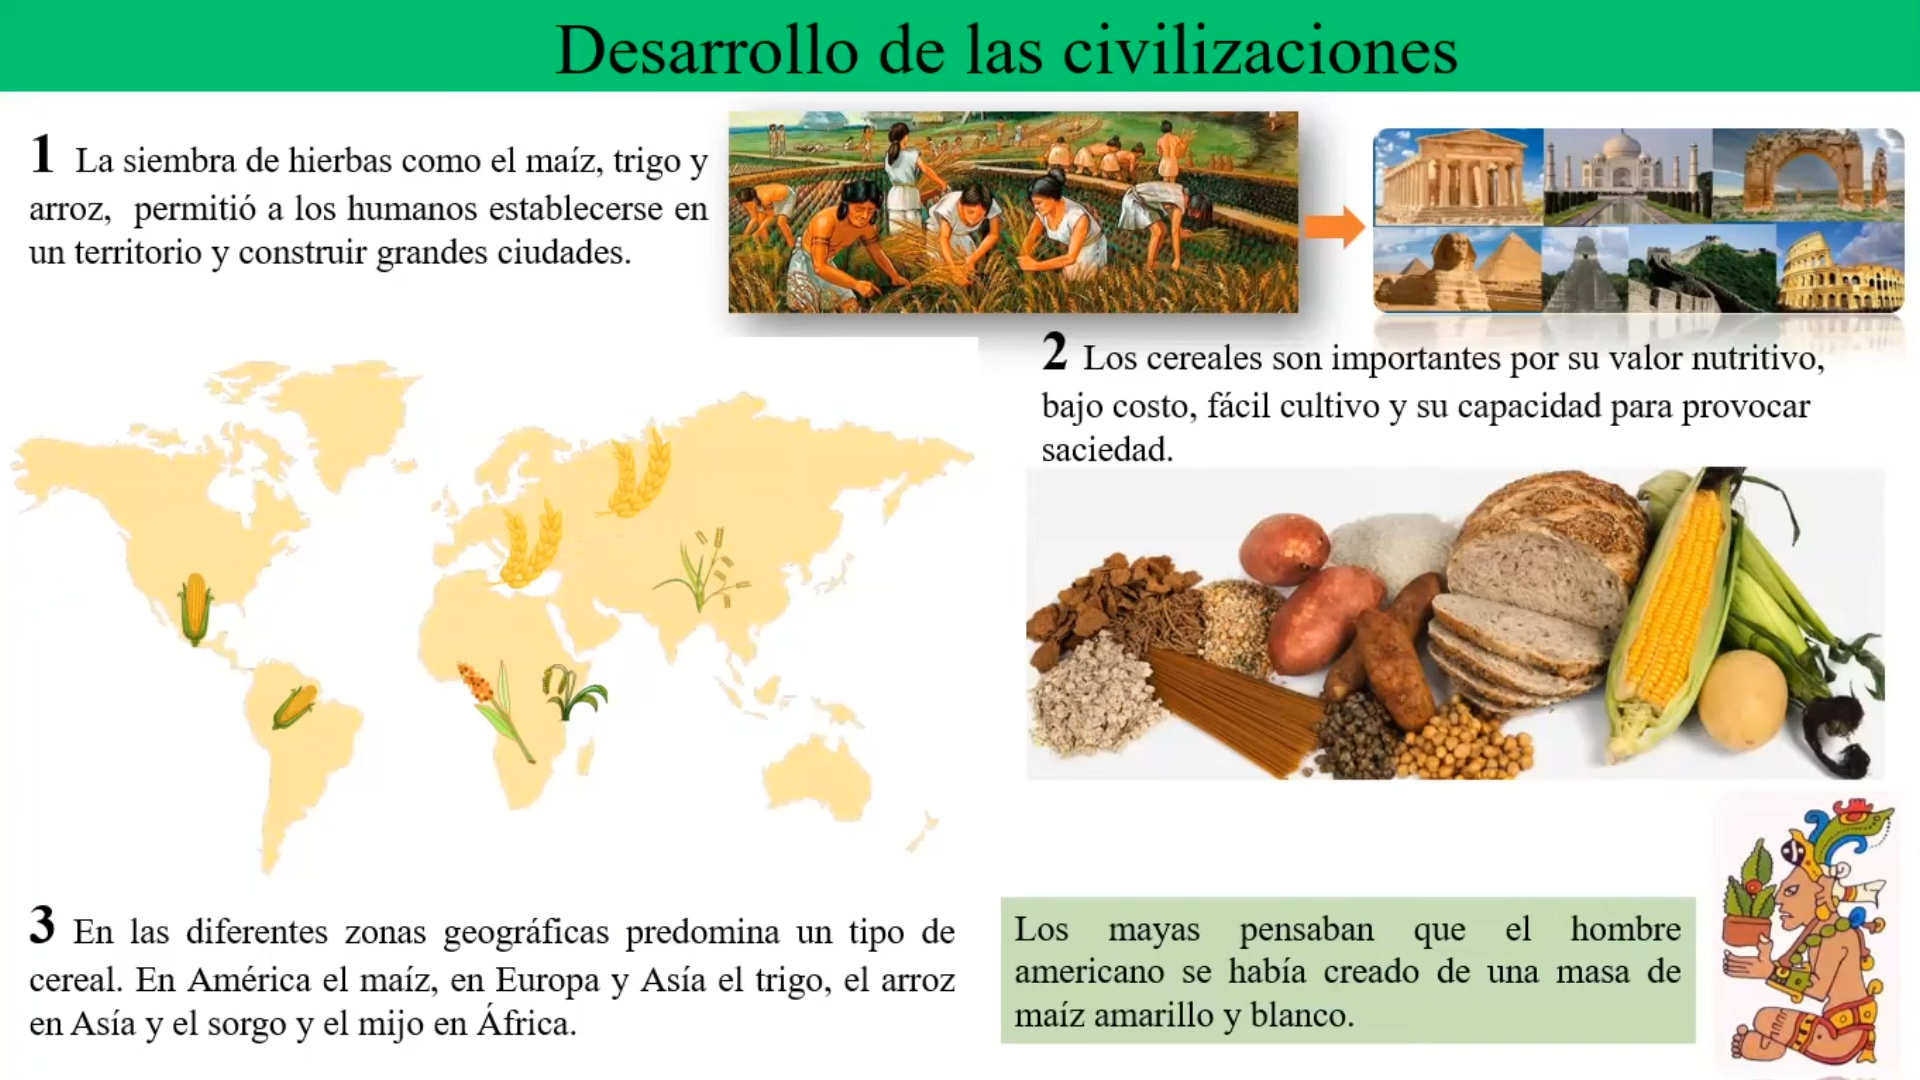 Desarrollo de las civilizaciones
1 La siembra de hierbas como el maíz, trigo y
arroz, permitió a los humanos establecerse en
un territorio y construir grandes ciudades.
2 Los cereales son importantes por su valor nutritivo,
bajo costo, fácil cultivo y su capacidad para provocar
saciedad.
3 En las diferentes zonas geográficas predomina un tipo de
cereal. En América el maíz, en Europa y Asía el trigo, el arroz
en Asía y el sorgo y el mijo en África.
Los mayas pensaban que el hombre
americano se había creado de una masa de
maíz amarillo y blanco.